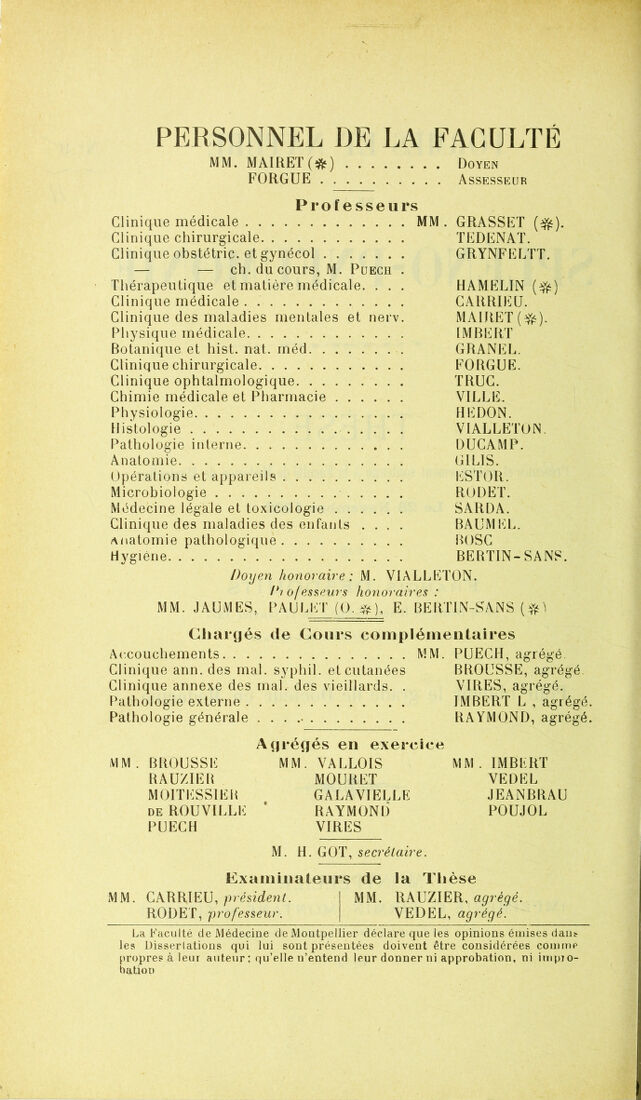 PERSONNEL DE LA FACULTÉ
MM. MAIRET (✻) . . . . . . . . DOYEN
FORGUE . . . . . . . . . . ASSESSEUR
Professeurs
Clinique médicale . . . . . . . . . . . . . MM. GRASSET (✻).
Clinique chirurgicale. . . . . . . . . . . . TEDENAT.
Clinique obstétric. et gynécol . . . . . . . GRYNFELTT.
— — ch. du cours, M. PUECH .
Thérapeutique et matière médicale. . . . HAMELIN (✻)
Clinique médicale . . . . . . . . . . . . . CARRIEU.
Clinique des maladies mentales et nerv. MAIRET (✻).
Physique médicale. . . . . . . . . . . . . IMBERT
Botanique et hist. nat. méd. . . . . . . . GRANEL.
Clinique chirurgicale. . . . . . . . . . . . FORGUE.
Clinique ophtalmologique. . . . . . . . . TRUC.
Chimie médicale et Pharmacie . . . . . . VILLE.
Physiologie. . . . . . . . . . . . . . . . . HEDON.
Histologie . . . . . . . . . . . . . . . . . VIALLETON.
Pathologie interne. . . . . . . . . . . . . DUCAMP.
Anatomie. . . . . . . . . . . . . . . . . . GILIS.
Opérations et appareils . . . . . . . . . . ESTOR.
Microbiologie . . . . . . . . . . . . . . . RODET.
Médecine légale et toxicologie . . . . . . SARDA.
Clinique des maladies des enfants . . . . BAUMEL.
Anatomie pathologique . . . . . . . . . . BOSC
Hygiène. . . . . . . . . . . . . . . . . . . BERTIN-SANS.
Doyen honoraire : M. VIALLETON.
Professeurs honoraires :
MM. JAUMES, PAULET (O. ✻), E. BERTIN-SANS (✻)
Chargés de Cours complémentaires
Accouchements. . . . . . . . . . . . . . . MM. PUECH, agrégé
Clinique ann. des mal. syphil. et cutanées BROUSSE, agrégé
Clinique annexe des mal. des vieillards. . VIRES, agrégé.
Pathologie externe . . . . . . . . . . . . . IMBERT L , agrégé.
Pathologie générale . . . . . . . . . . . . RAYMOND, agrégé.
Agrégés en exercice
MM. BROUSSE MM. VALLOIS MM. IMBERT
RAUZIER MOURET VEDEL
MOITESSIER GALAVIELLE JEANBRAU
DE ROUVILLE RAYMOND POUJOL
PUECH VIRES
M. H. GOT, secrétaire.
Examinateurs de la Thèse
MM. CARRIEU, président. MM. RAUZIER, agrégé.
RODET, professeur. VEDEL, agrégé.
La Faculté de Médecine de Montpellier déclare que les opinions émises dans
les Dissertations qui lui sont présentées doivent être considérées comme
propres à leur auteur; qu'elle n'entend leur donner ni approbation, ni impro-
bation